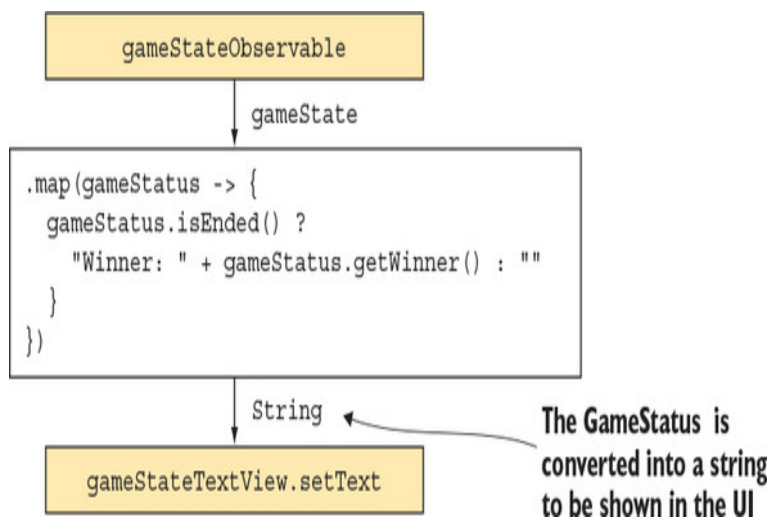 gameStateObservable
gameState
.map(gameStatus -> {
gameStatus.isEnded() ?
"Winner: " + gameStatus.getWinner() : ""
}
})
String
The GameStatus is
converted into a string
to be shown in the UI
gameStateTextView.setText